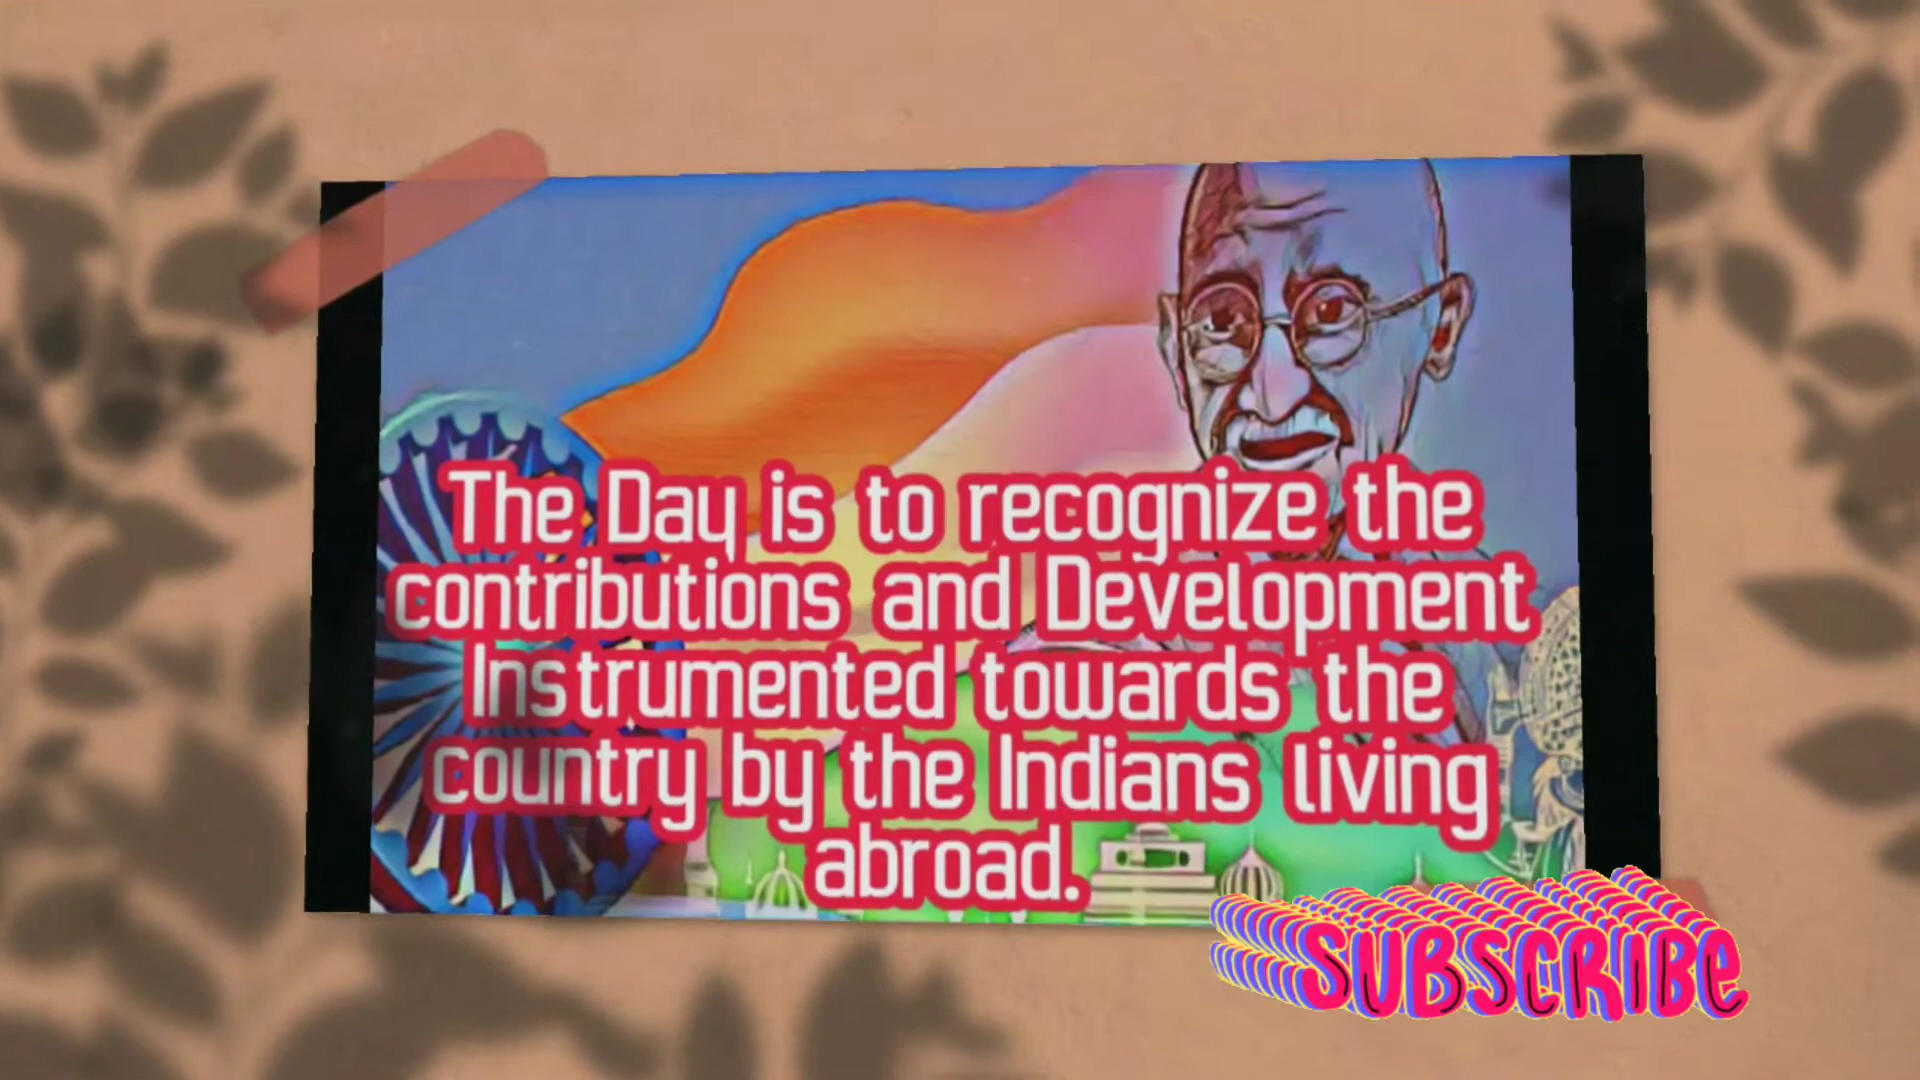 The Day is to recognize the
contributions and Development
Instrumented towards the
country by the Indians living
abroad.
SUBSCRIBE